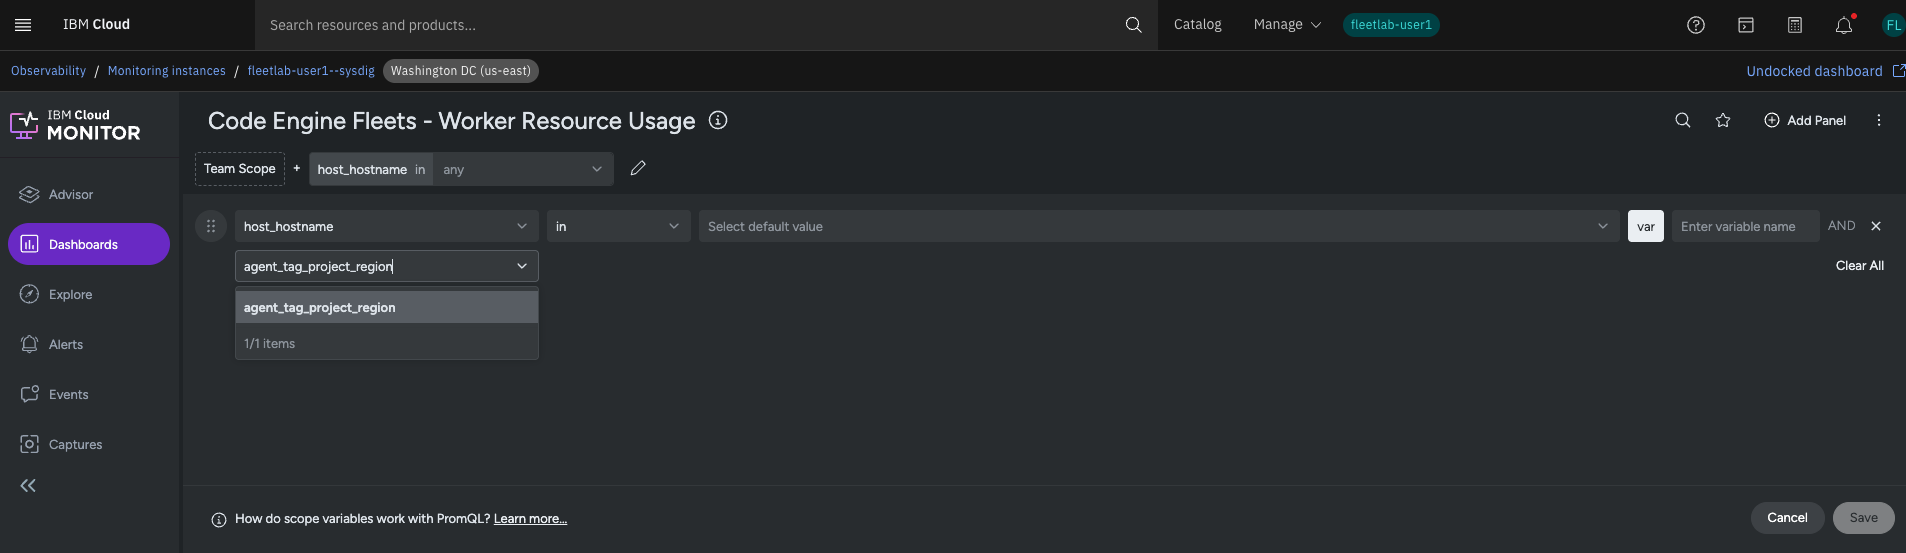 IBM Cloud
Search resources and products...
Catalog
Manage
fleetlab-user1
FL
Observability / Monitoring instances / fleetlab-user1--sysdig Washington DC (us-east)
Undocked dashboard
IBM Cloud
MONITOR
Code Engine Fleets - Worker Resource Usage
Add Panel
Team Scope + host_hostname in any
Advisor
Dashboards
Explore
Alerts
Events
Captures
host_hostname in Select default value var Enter variable name AND
agent_tag_project_region
Clear All
agent_tag_project_region
1/1 items
How do scope variables work with PromQL? Learn more...
Cancel
Save